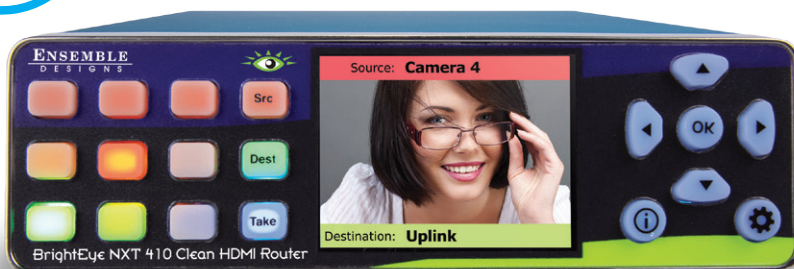 ENSEMBLE
DESIGNS
Src
Dest
Take
BrightEye NXT 410 Clean HDMI Router
Source: Camera 4
Destination: Uplink
OK
i